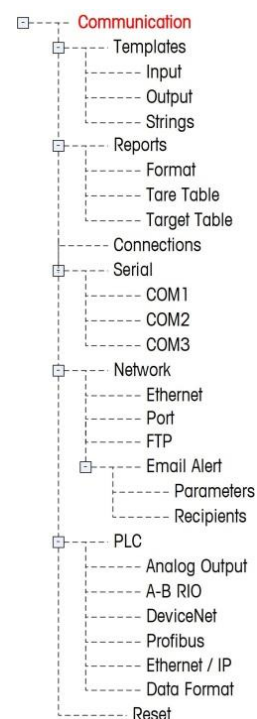 Communication
Templates
Input
Output
Strings
Reports
Format
Tare Table
Target Table
Connections
Serial
COM1
COM2
COM3
Network
Ethernet
Port
FTP
Email Alert
Parameters
Recipients
PLC
Analog Output
A-B RIO
DeviceNet
Profibus
Ethernet / IP
Data Format
Reset